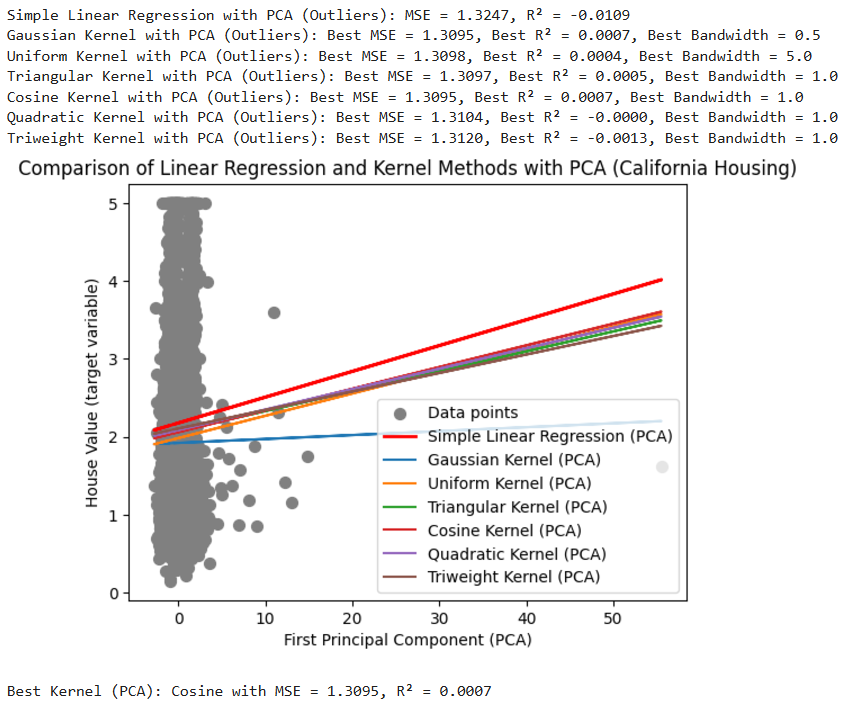 Simple Linear Regression with PCA (Outliers): MSE = 1.3247, R² = -0.0109
Gaussian Kernel with PCA (Outliers): Best MSE = 1.3095, Best R² = 0.0007, Best Bandwidth = 0.5
Uniform Kernel with PCA (Outliers): Best MSE = 1.3098, Best R² = 0.0004, Best Bandwidth = 5.0
Triangular Kernel with PCA (Outliers): Best MSE = 1.3097, Best R² = 0.0005, Best Bandwidth = 1.0
Cosine Kernel with PCA (Outliers): Best MSE = 1.3095, Best R² = 0.0007, Best Bandwidth = 1.0
Quadratic Kernel with PCA (Outliers): Best MSE = 1.3104, Best R² = -0.0000, Best Bandwidth = 1.0
Triweight Kernel with PCA (Outliers): Best MSE = 1.3120, Best R² = -0.0013, Best Bandwidth = 1.0
Comparison of Linear Regression and Kernel Methods with PCA (California Housing)
House Value (target variable)
5
4
3
2
1
0
Data points
Simple Linear Regression (PCA)
Gaussian Kernel (PCA)
Uniform Kernel (PCA)
Triangular Kernel (PCA)
Cosine Kernel (PCA)
Quadratic Kernel (PCA)
Triweight Kernel (PCA)
0 10 20 30 40 50
First Principal Component (PCA)
Best Kernel (PCA): Cosine with MSE = 1.3095, R² = 0.0007